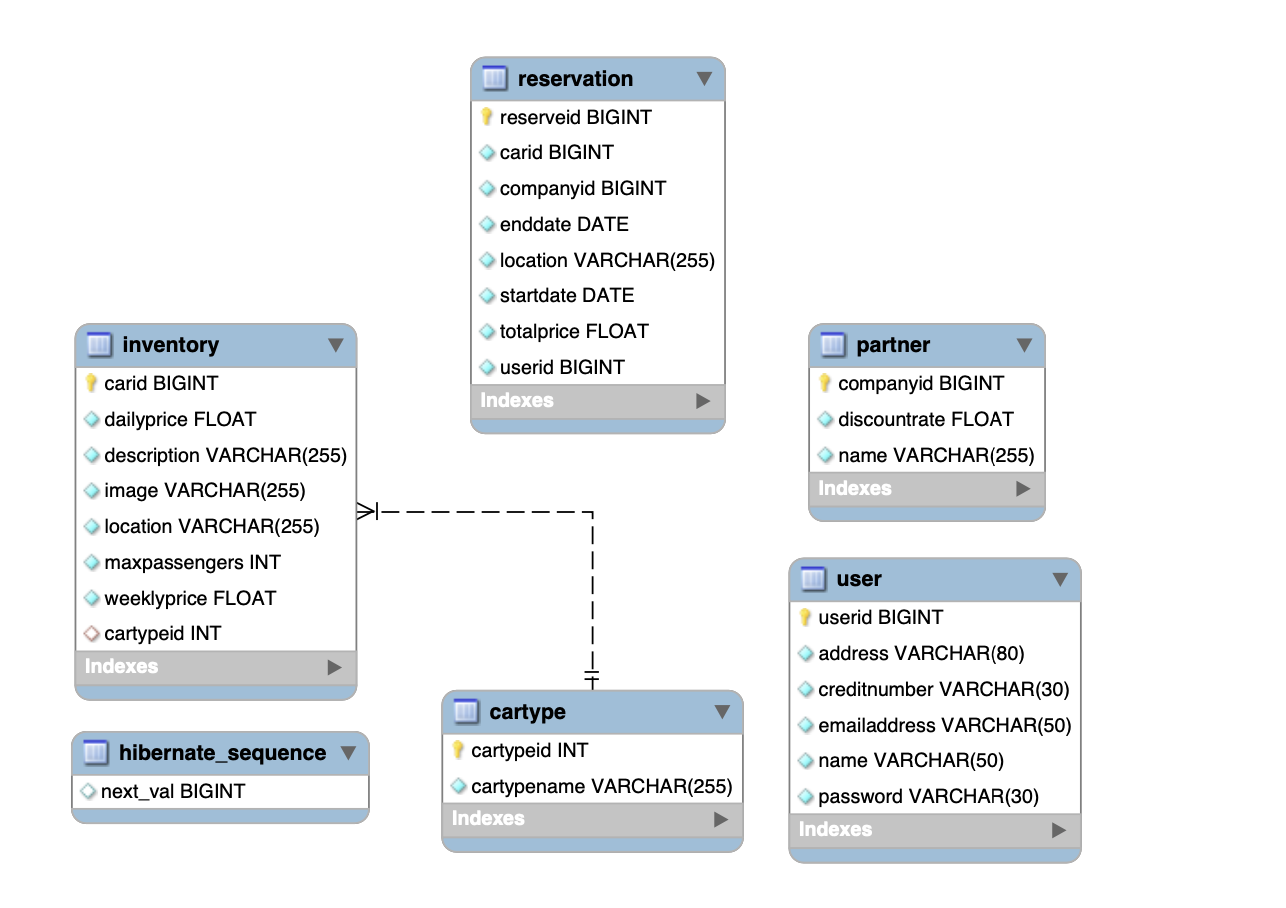 reservation
reserveid BIGINT
carid BIGINT
companyid BIGINT
enddate DATE
location VARCHAR(255)
startdate DATE
totalprice FLOAT
userid BIGINT
Indexes
inventory
carid BIGINT
dailyprice FLOAT
description VARCHAR(255)
image VARCHAR(255)
location VARCHAR(255)
maxpassengers INT
weeklyprice FLOAT
cartypeid INT
Indexes
partner
companyid BIGINT
discountrate FLOAT
name VARCHAR(255)
Indexes
user
userid BIGINT
address VARCHAR(80)
creditnumber VARCHAR(30)
emailaddress VARCHAR(50)
name VARCHAR(50)
password VARCHAR(30)
Indexes
cartype
cartypeid INT
cartypename VARCHAR(255)
Indexes
hibernate_sequence
next_val BIGINT